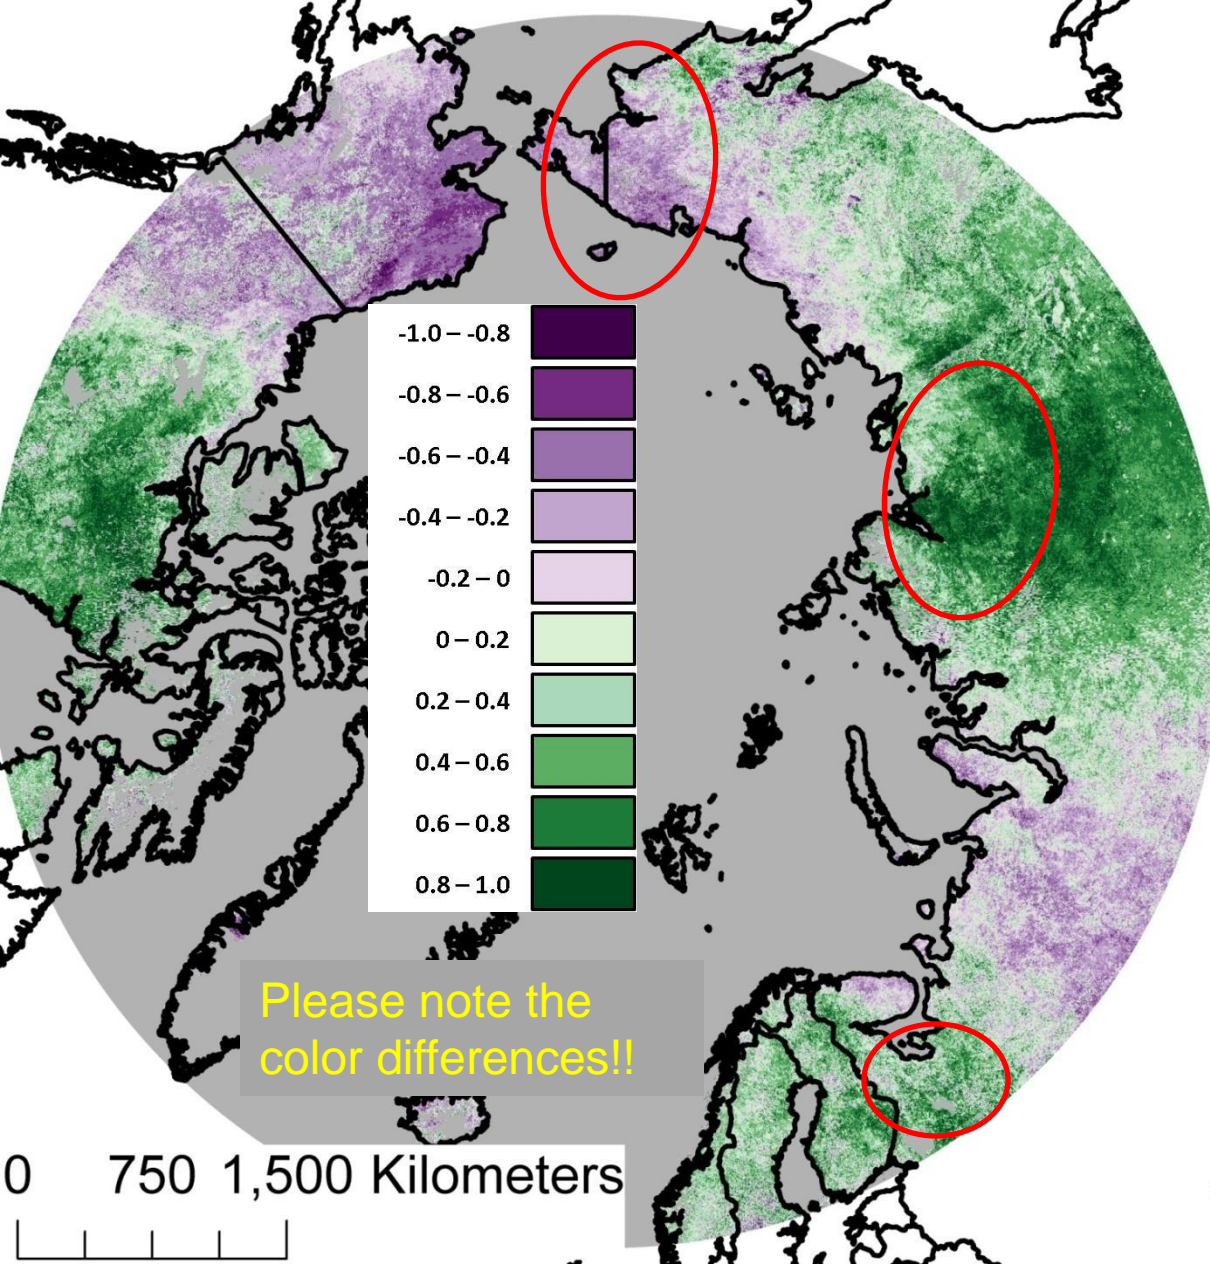 -1.0 – -0.8
-0.8 – -0.6
-0.6 – -0.4
-0.4 – -0.2
-0.2 – 0
0 – 0.2
0.2 – 0.4
0.4 – 0.6
0.6 – 0.8
0.8 – 1.0
Please note the
color differences!!
0 750 1,500 Kilometers